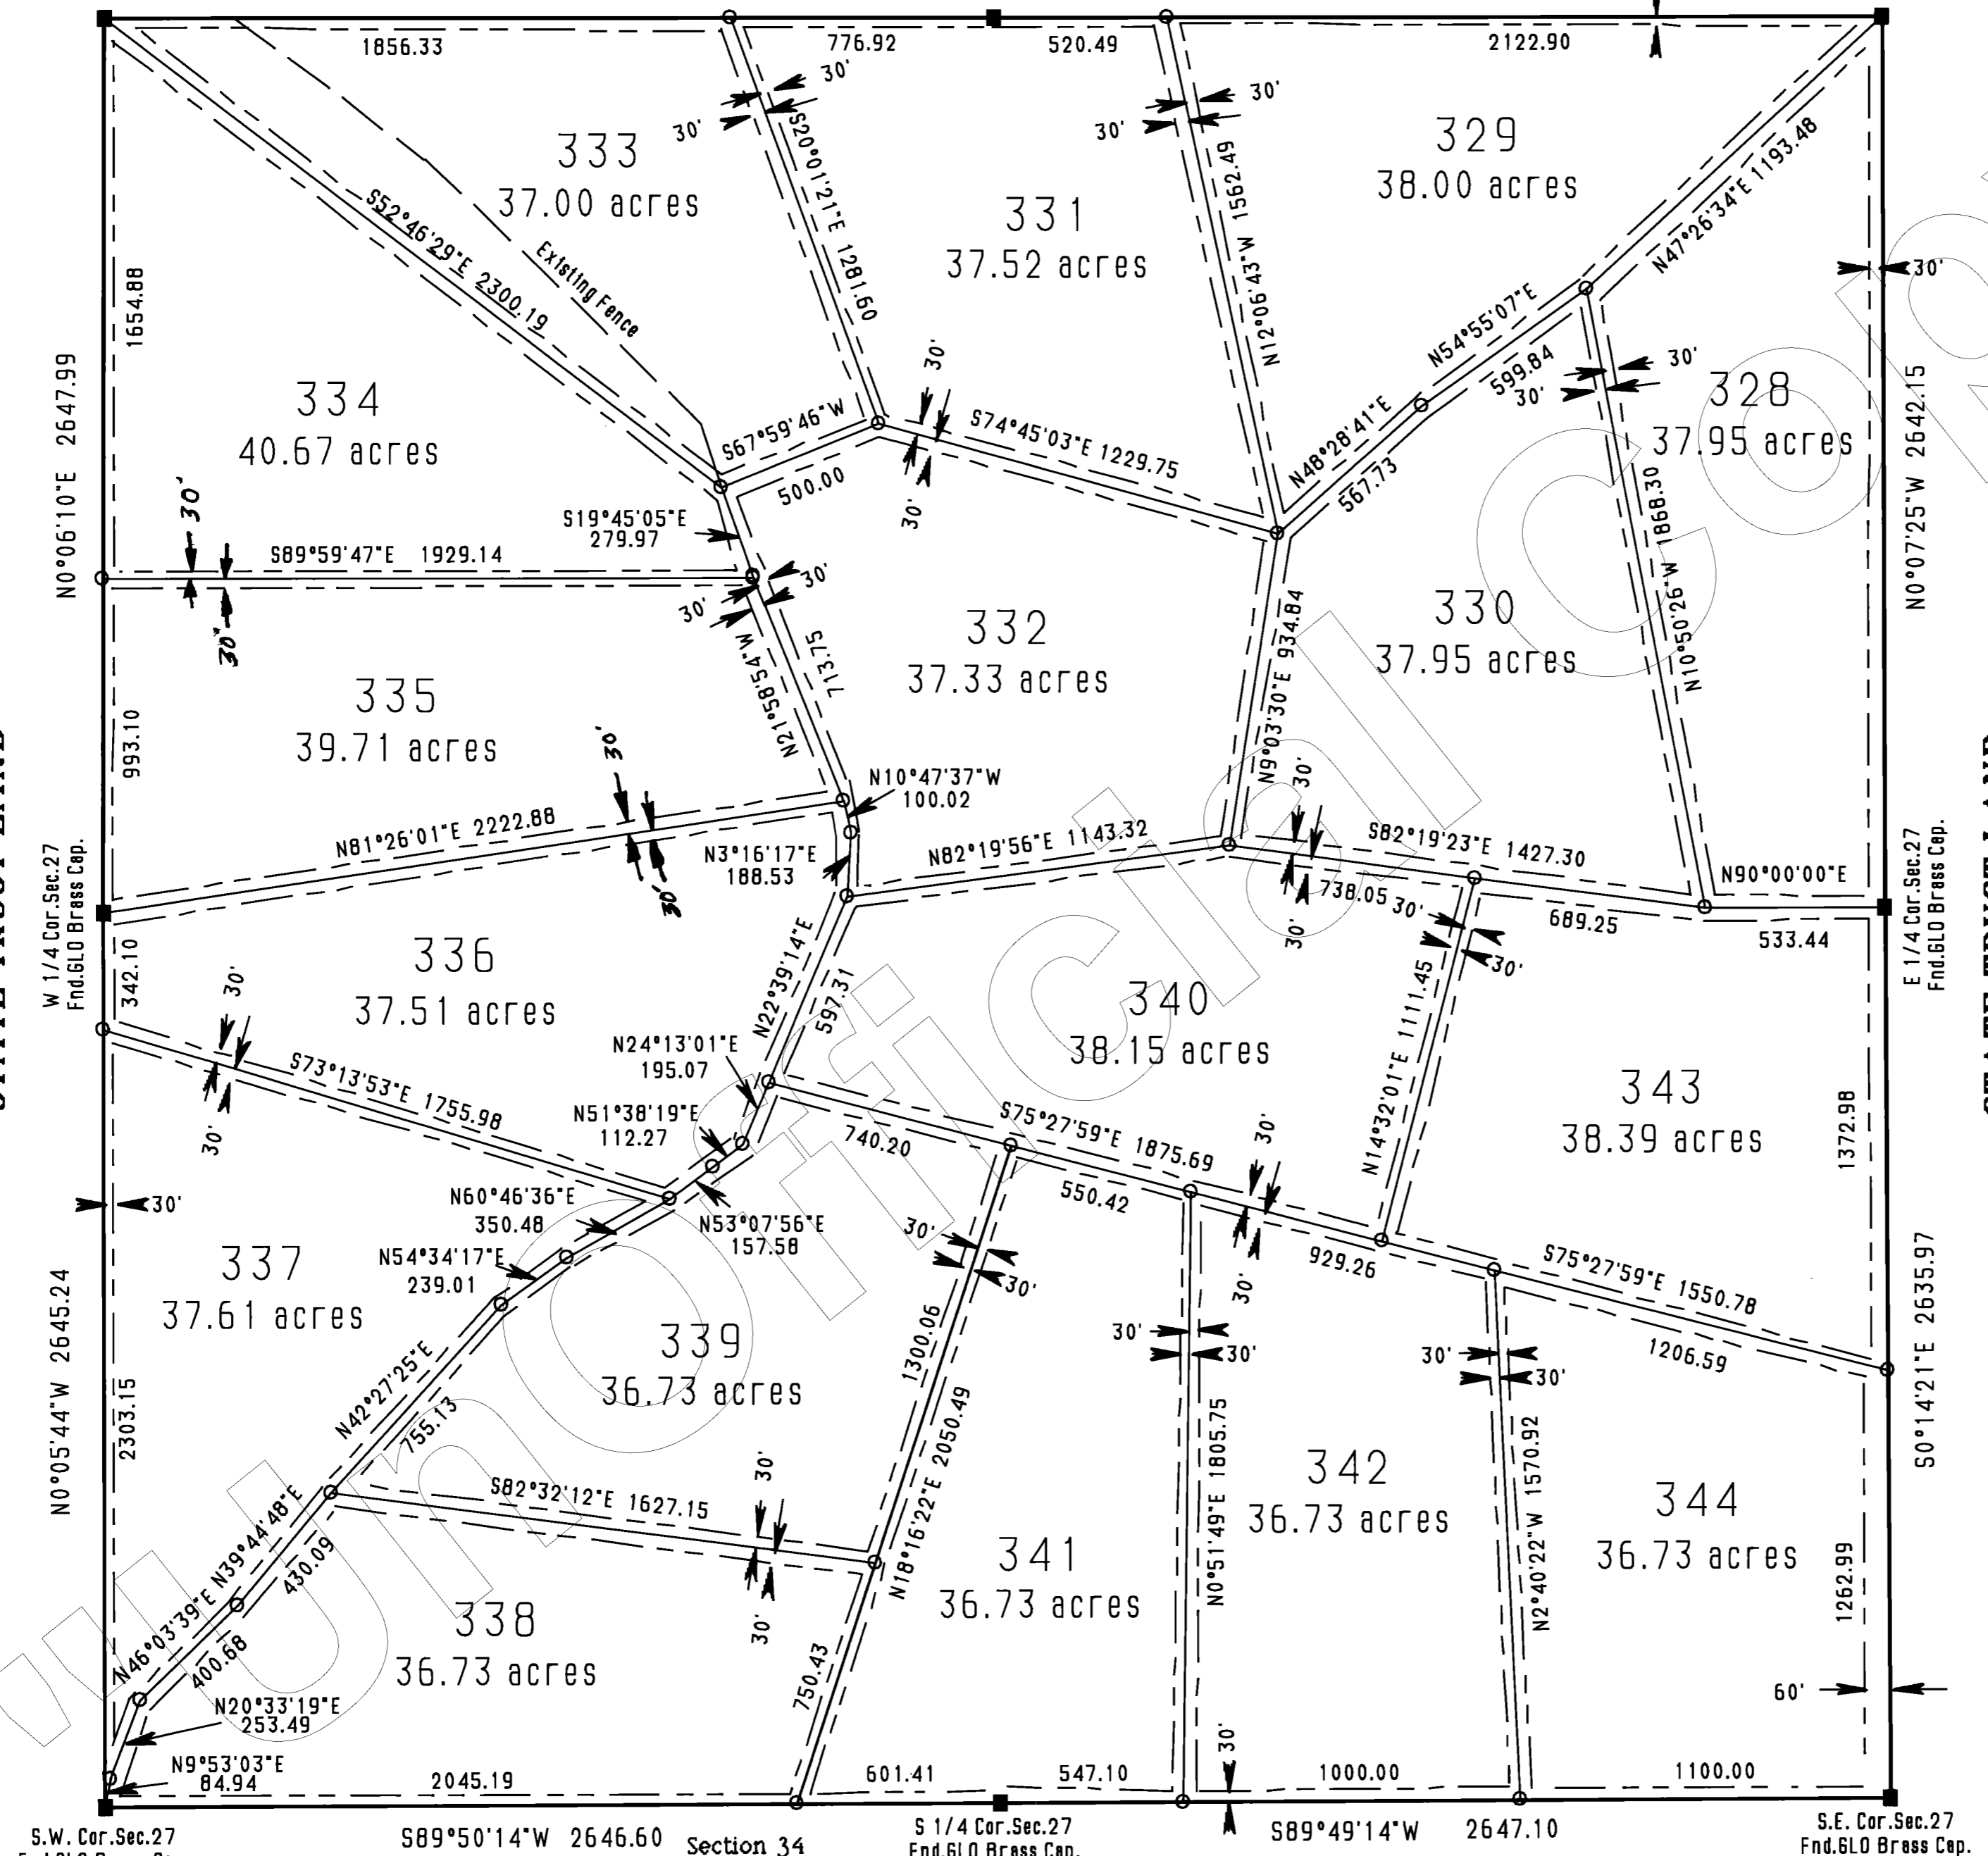 1856.33
776.92
520.49
2122.90
30'
30'
30'
30'
333
37.00 acres
S20°01'21"E 1281.60
331
37.52 acres
N12°06'43"W 1562.49
329
38.00 acres
N47°26'34"E 1193.48
30'
S52°46'29"E 2300.19
Existing Fence
1654.88
N0°06'10"E 2647.99
334
40.67 acres
S67°59'46"W
500.00
30'
30'
S74°45'03"E 1229.75
N48°28'41"E
567.73
N54°55'07"E
599.84
30'
30'
328
37.95 acres
N10°50'26"W 1868.30
N0°07'25"W 2642.15
S19°45'05"E
279.97
30'
S89°59'47"E 1929.14
30'
30'
30'
332
37.33 acres
330
37.95 acres
N9°03'30"E 934.84
N21°58'54"W
713.75
335
39.71 acres
993.10
30'
30'
N81°26'01"E 2222.88
N10°47'37"W
100.02
N3°16'17"E
188.53
N82°19'56"E 1143.32
30'
30'
S82°19'23"E 1427.30
738.05
30'
30'
689.25
N90°00'00"E
533.44
W 1/4 Cor.Sec.27
Fnd.GLO Brass Cap.
E 1/4 Cor.Sec.27
Fnd.GLO Brass Cap.
342.10
336
37.51 acres
30'
30'
S73°13'53"E 1755.98
N22°39'14"E
597.31
N24°13'01"E
195.07
N51°38'19"E
112.27
340
38.15 acres
N14°32'01"E 1111.45
343
38.39 acres
1372.98
740.20
S75°27'59"E 1875.69
550.42
30'
30'
929.26
S75°27'59"E 1550.78
1206.59
30'
N60°46'36"E
350.48
N53°07'56"E
157.58
N54°34'17"E
239.01
337
37.61 acres
N0°05'44"W 2645.24
2303.15
339
36.73 acres
N42°27'25"E
755.13
30'
30'
1300.06
N18°16'22"E 2050.49
30'
30'
30'
30'
S0°14'21"E 2635.97
S82°32'12"E 1627.15
30'
30'
N39°44'48"E
430.09
N46°03'39"E
400.68
N20°33'19"E
253.49
N9°53'03"E
84.94
338
36.73 acres
750.43
341
36.73 acres
N0°51'49"E 1805.75
342
36.73 acres
N2°40'22"W 1570.92
344
36.73 acres
1262.99
60'
30'
2045.19
601.41
547.10
1000.00
1100.00
S.W. Cor.Sec.27
S89°50'14"W 2646.60
Section 34
S 1/4 Cor.Sec.27
Fnd.GLO Brass Cap.
S89°49'14"W 2647.10
S.E. Cor.Sec.27
Fnd.GLO Brass Cap.
Unofficial Copy